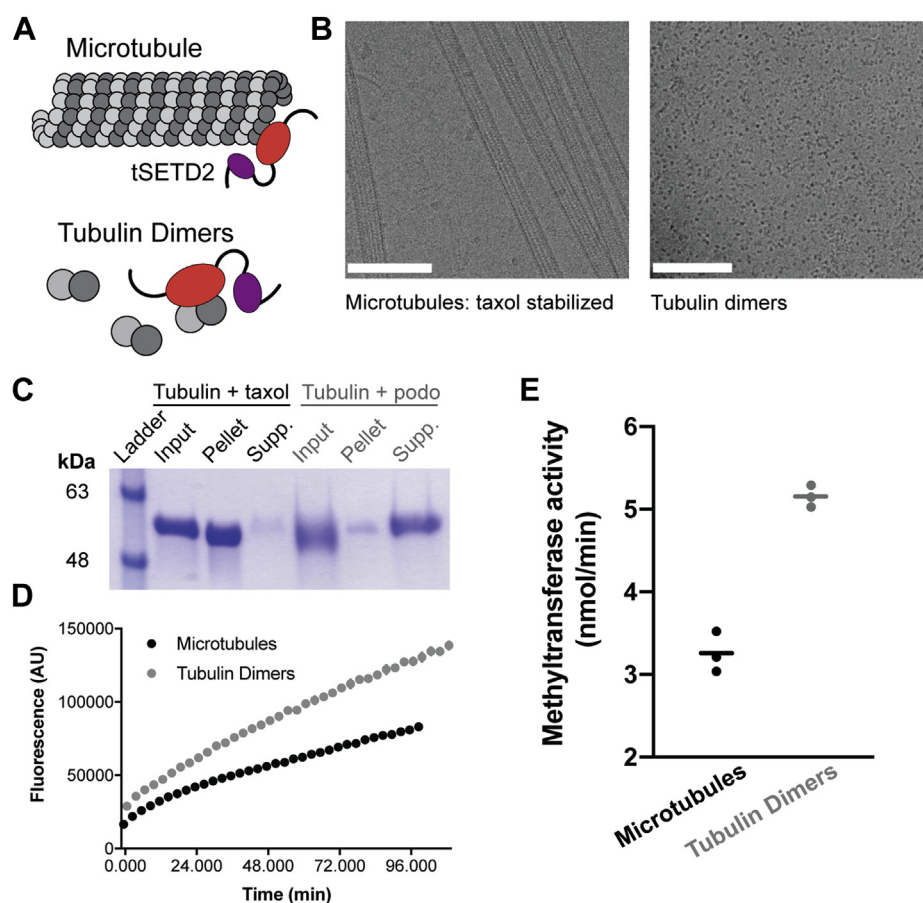 A
Microtubule
tSETD2
Tubulin Dimers
B
Microtubules: taxol stabilized
Tubulin dimers
C
Tubulin + taxol
Tubulin + podo
Ladder
Input
Pellet
Supp.
Input
Pellet
Supp.
kDa
63
48
D
150000
100000
50000
0
Fluorescence (AU)
Microtubules
Tubulin Dimers
0.000 24.000 48.000 72.000 96.000
Time (min)
E
Methyltransferase activity
(nmol/min)
6
5
4
3
2
Microtubules
Tubulin Dimers